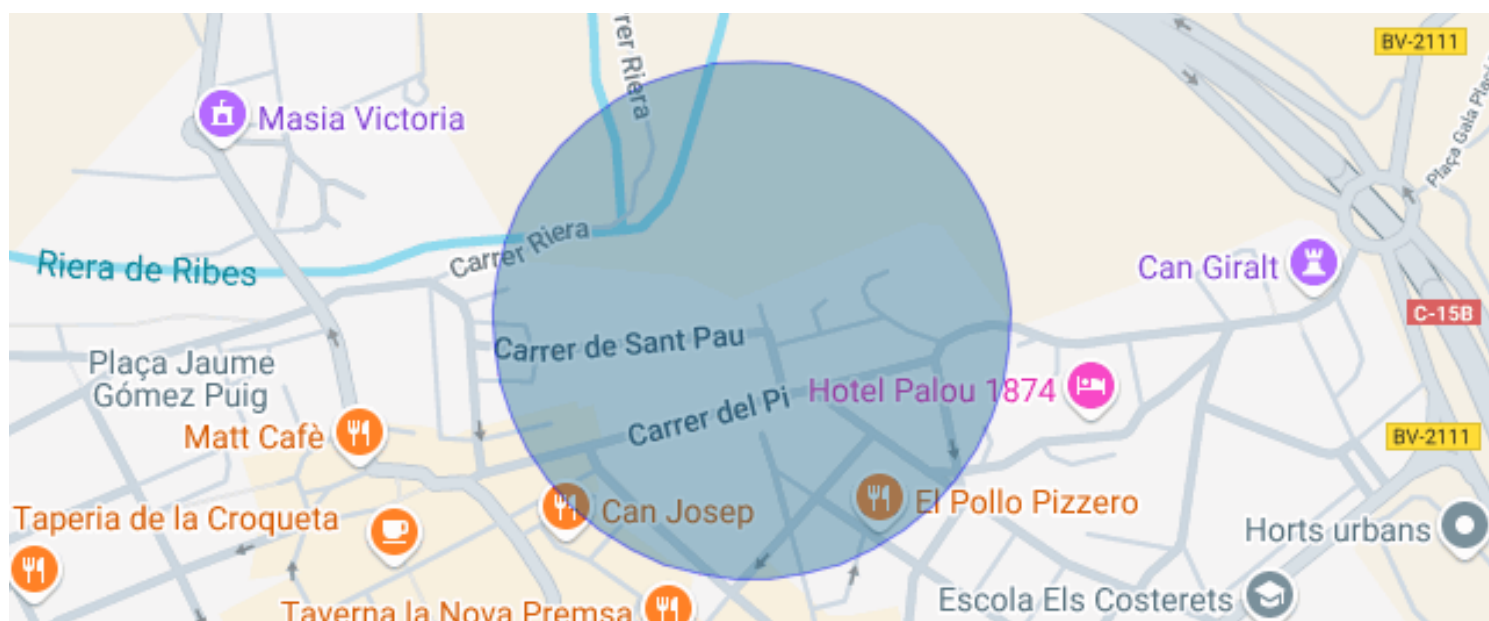 rrer Riera
BV-2111
Masia Victoria
Plaça Gala Placi
Carrer Riera
Riera de Ribes
Can Giralt
C-15B
Carrer de Sant Pau
Plaça Jaume
Gómez Puig
Hotel Palou 1874
Carrer del Pi
Matt Cafè
BV-2111
Can Josep
El Pollo Pizzero
Taperia de la Croqueta
Horts urbans
Escola Els Costerets
Taverna la Nova Premsa